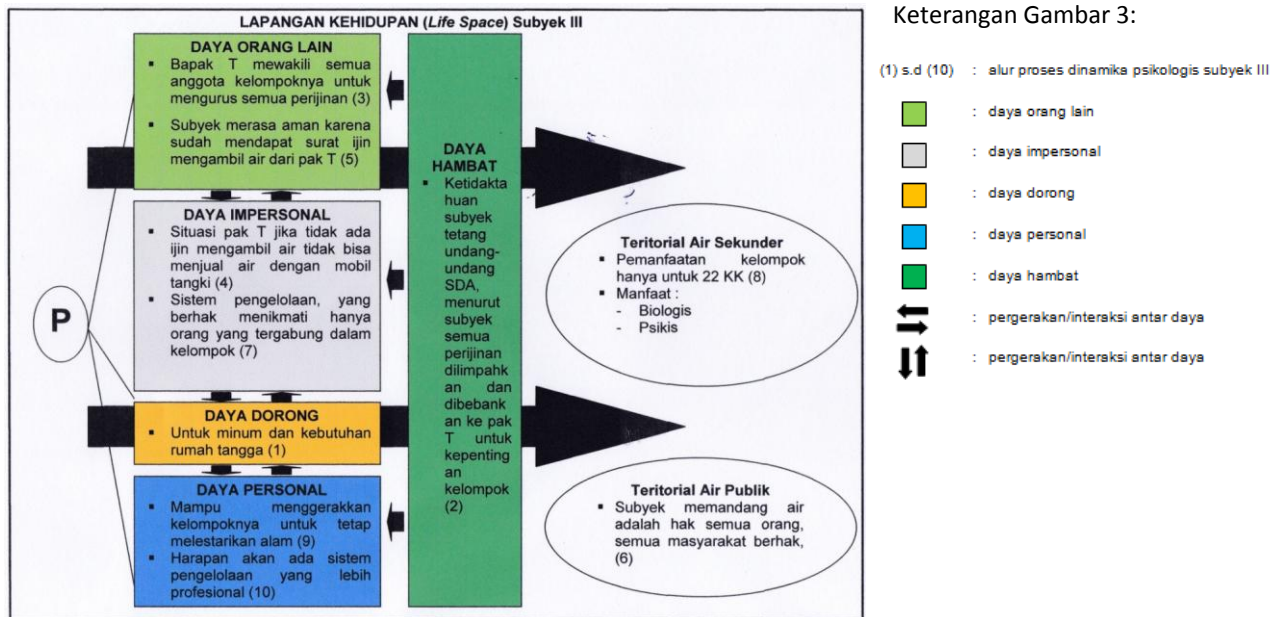 LAPANGAN KEHIDUPAN (Life Space) Subyek III
DAYA ORANG LAIN
▪ Bapak T mewakili semua
anggota kelompoknya untuk
mengurus semua perijinan (3)
▪ Subyek merasa aman karena
sudah mendapat surat ijin
mengambil air dari pak T (5)
DAYA IMPERSONAL
▪ Situasi pak T jika tidak ada
ijin mengambil air tidak bisa
menjual air dengan mobil
tangki (4)
▪ Sistem pengelolaan, yang
berhak menikmati hanya
orang yang tergabung dalam
kelompok (7)
P
DAYA DORONG
▪ Untuk minum dan kebutuhan
rumah tangga (1)
DAYA PERSONAL
▪ Mampu menggerakkan
kelompoknya untuk tetap
melestarikan alam (9)
▪ Harapan akan ada sistem
pengelolaan yang lebih
profesional (10)
DAYA
HAMBAT
▪ Ketidakta
huan
subyek
tetang
undang-
undang
SDA,
menurut
subyek
semua
perijinan
dilimpahk
an dan
dibebank
an ke pak
T untuk
kepenting
an
kelompok
(2)
Teritorial Air Sekunder
▪ Pemanfaatan kelompok
hanya untuk 22 KK (8)
▪ Manfaat :
- Biologis
- Psikis
Teritorial Air Publik
▪ Subyek memandang air
adalah hak semua orang,
semua masyarakat berhak,
(6)
Keterangan Gambar 3:
(1) s.d (10) : alur proses dinamika psikologis subyek III
: daya orang lain
: daya impersonal
: daya dorong
: daya personal
: daya hambat
: pergerakan/interaksi antar daya
: pergerakan/interaksi antar daya